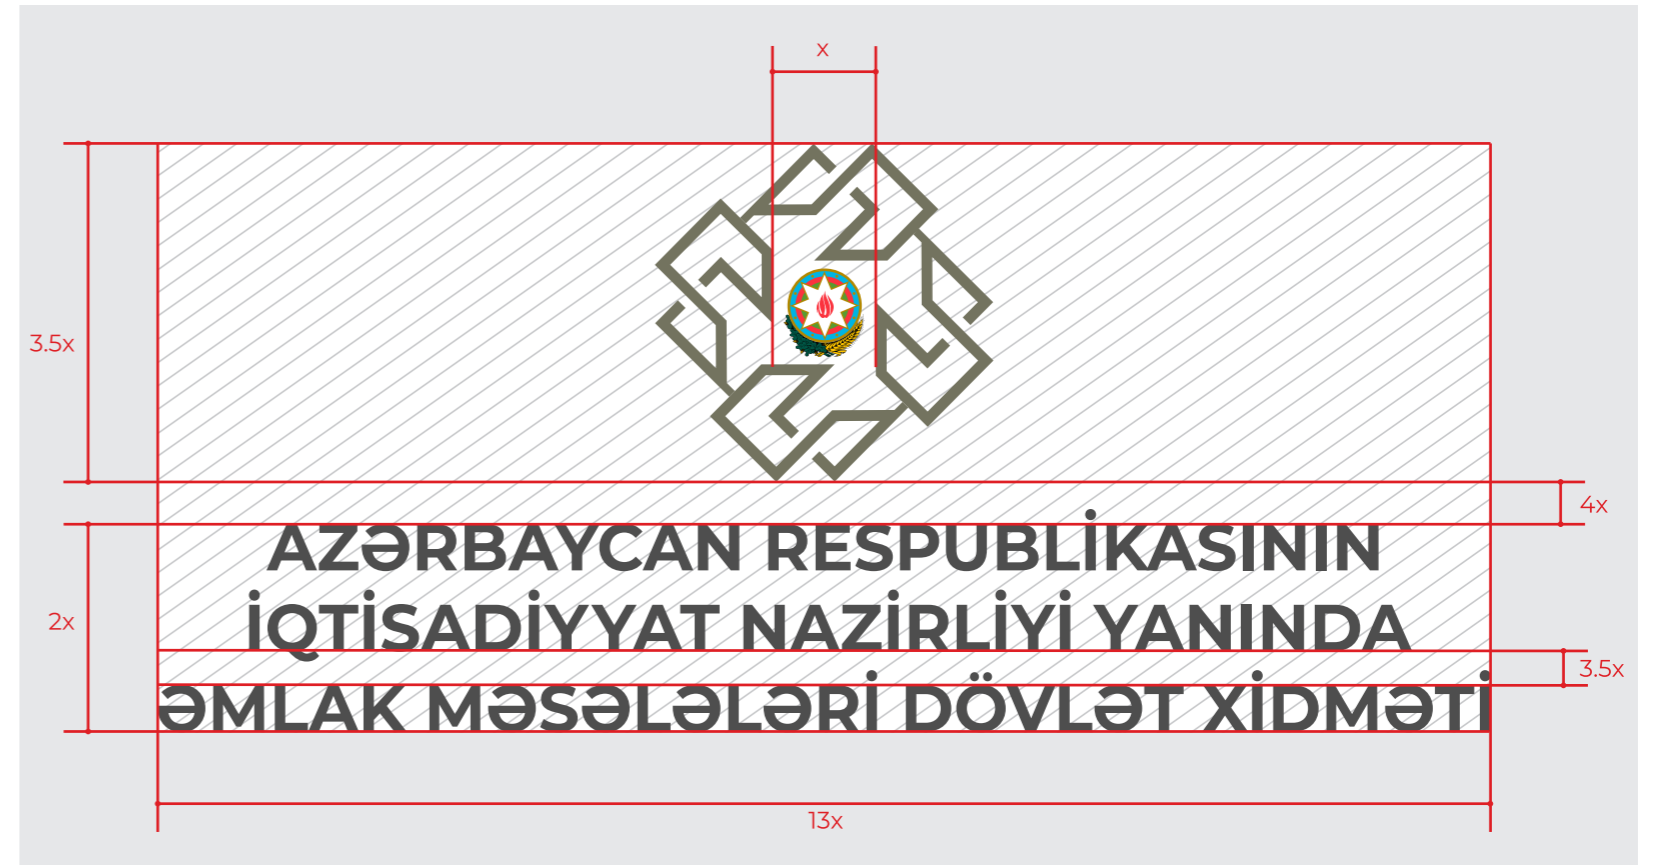 x
3.5x
4x
AZƏRBAYCAN RESPUBLİKASININ
İQTİSADİYYAT NAZİRLİYİ YANINDA
2x
3.5x
ƏMLAK MƏSƏLƏLƏRİ DÖVLƏT XİDMƏTİ
13x